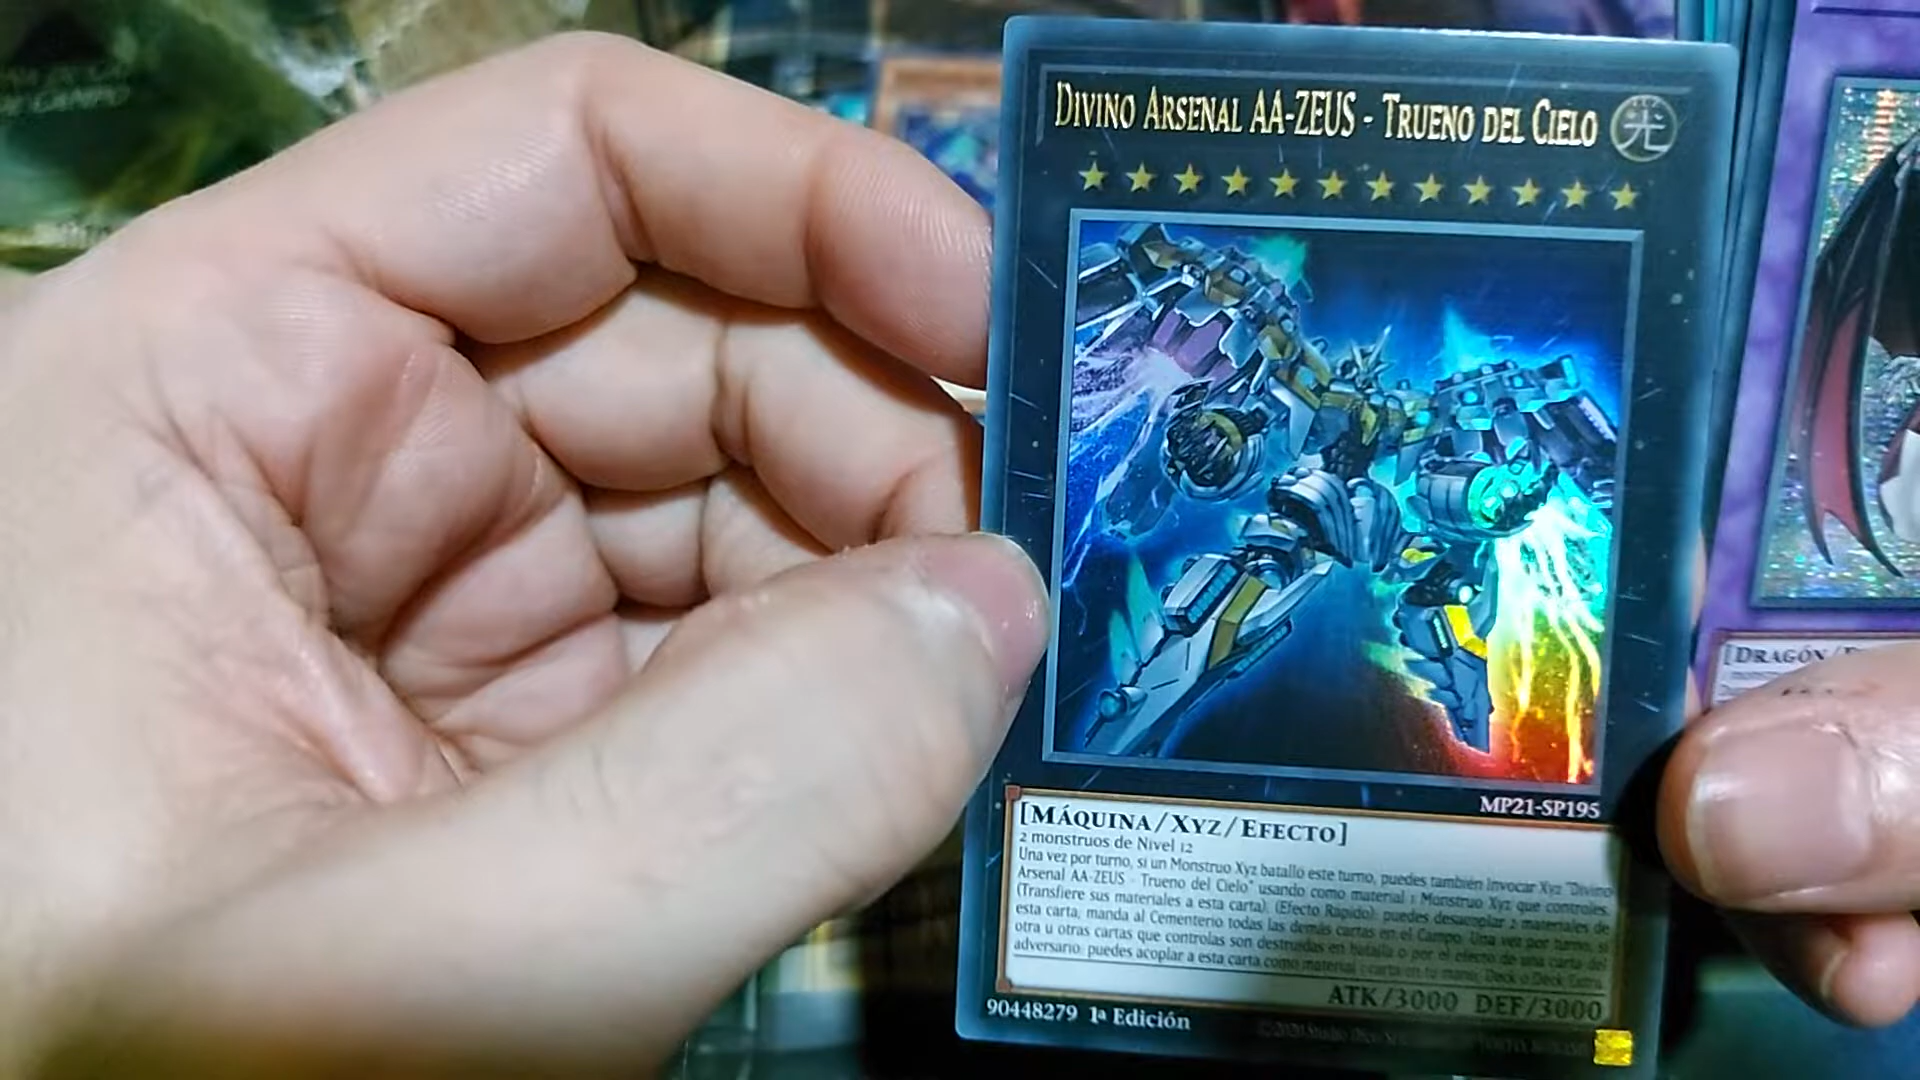 DIVINO ARSENAL AA-ZEUS - TRUENO DEL CIELO
光
MP21-SP195
[MÁQUINA/XYZ/EFECTO]
2 monstruos de Nivel 12
Una vez por turno, si un Monstruo Xyz batalló este turno, puedes también Invocar Xyz "Divino
Arsenal AA-ZEUS - Trueno del Cielo" usando como material 1 Monstruo Xyz que controles.
(Transfiere sus materiales a esta carta). (Efecto Rápido): puedes desacoplar 2 materiales de
esta carta; manda al Cementerio todas las demás cartas en el Campo. Una vez por turno, si
otra u otras cartas que controlas son destruidas en batalla o por el efecto de una carta del
adversario: puedes acoplar a esta carta como material 1 carta en tu mano, Deck o Deck Extra.
ATK/3000 DEF/3000
90448279 1ª Edición
©2020 Studio Dice/
[DRAGÓN/